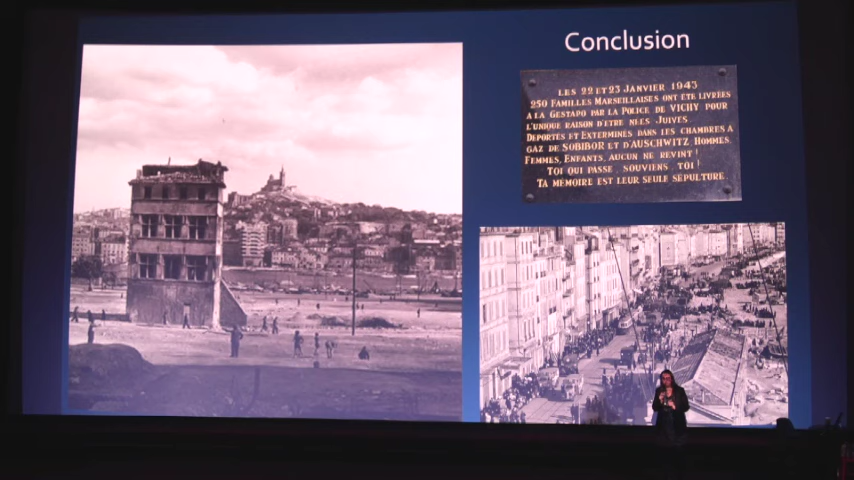 Conclusion
LES 22 ET 23 JANVIER 1943
250 FAMILLES MARSEILLAISES ONT ETE LIVREES
A LA GESTAPO PAR LA POLICE DE VICHY POUR
L'UNIQUE RAISON D'ETRE NEES JUIVES.
DEPORTES ET EXTERMINES DANS LES CHAMBRES A
GAZ DE SOBIBOR ET D'AUSCHWITZ HOMMES,
FEMMES, ENFANTS, AUCUN NE REVINT!
TOI QUI PASSE, SOUVIENS TOI!
TA MEMOIRE EST LEUR SEULE SEPULTURE.